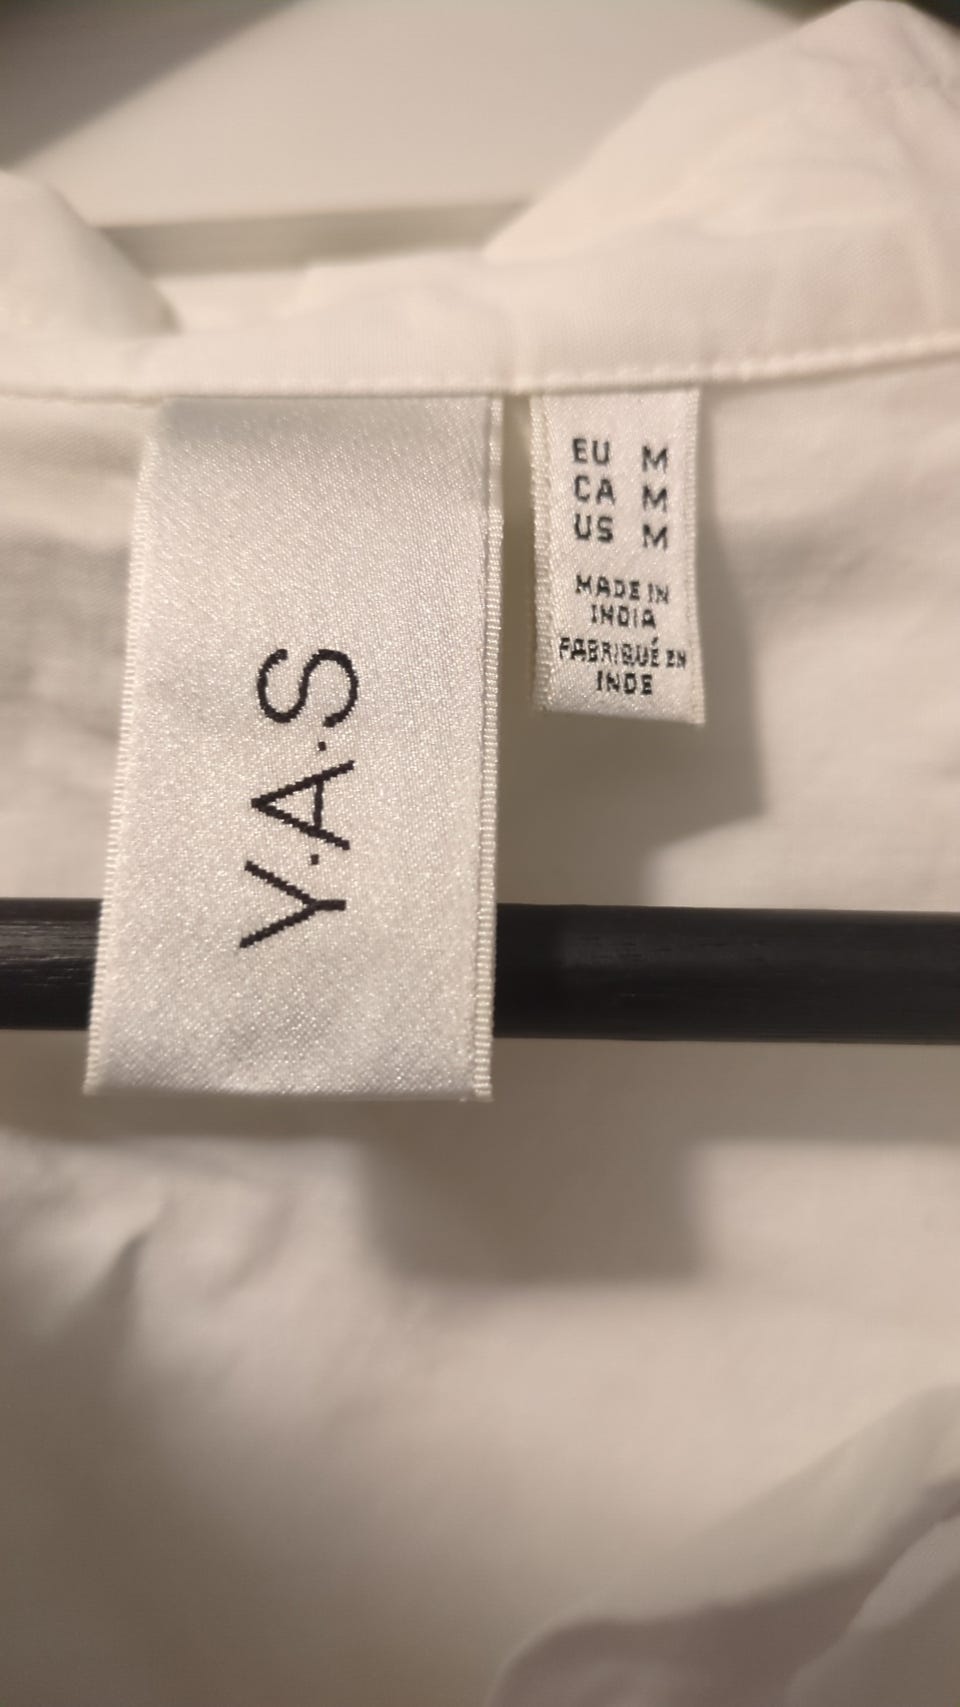 Y.A.S
EU M
CA M
US M
MADE IN
INDIA
FABRIQUÉ EN
INDE